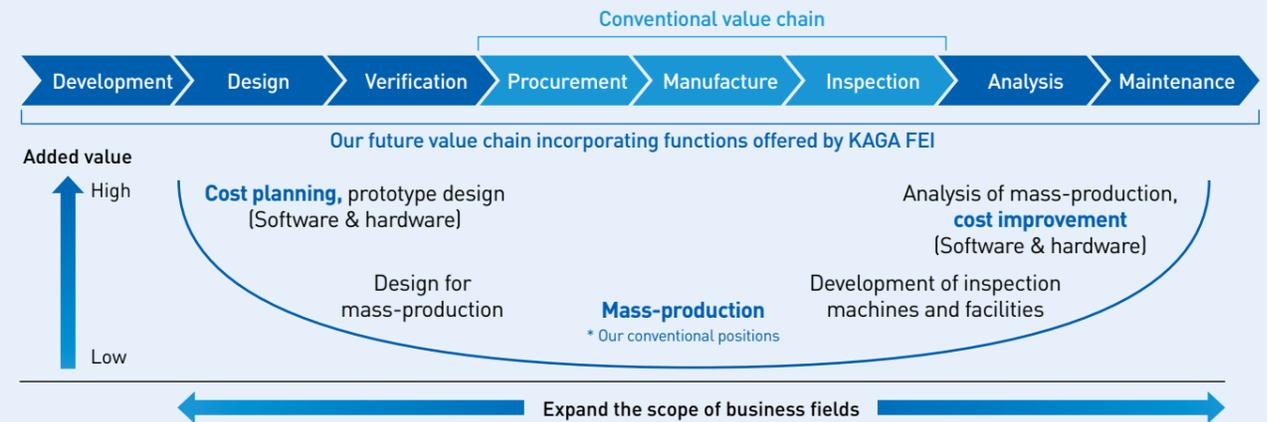 Conventional value chain
Development Design Verification Procurement Manufacture Inspection Analysis Maintenance
Our future value chain incorporating functions offered by KAGA FEI
Added value
High
Cost planning, prototype design
(Software & hardware)
Analysis of mass-production,
cost improvement
(Software & hardware)
Design for
mass-production
Mass-production
* Our conventional positions
Development of inspection
machines and facilities
Low
Expand the scope of business fields